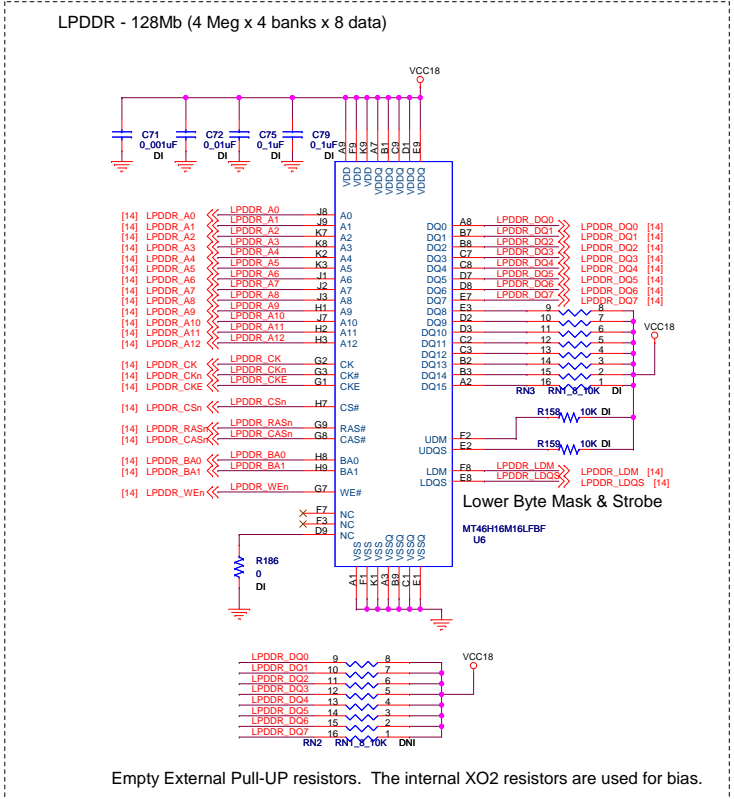 LPDDR - 128Mb (4 Meg x 4 banks x 8 data)
VCC18
C71 C72 C75 C79
0_001uF 0_01uF 0_1uF 0_1uF
DI DI DI DI
A9 F9 K9 A7 B1 C9 D1 E9
VDD VDD VDD VDDQ VDDQ VDDQ VDDQ VDDQ
[14] LPDDR_A0 LPDDR_A0 J8 A0
[14] LPDDR_A1 LPDDR_A1 J9 A1
[14] LPDDR_A2 LPDDR_A2 K7 A2
[14] LPDDR_A3 LPDDR_A3 K8 A3
[14] LPDDR_A4 LPDDR_A4 K2 A4
[14] LPDDR_A5 LPDDR_A5 K3 A5
[14] LPDDR_A6 LPDDR_A6 J1 A6
[14] LPDDR_A7 LPDDR_A7 J2 A7
[14] LPDDR_A8 LPDDR_A8 J3 A8
[14] LPDDR_A9 LPDDR_A9 H1 A9
[14] LPDDR_A10 LPDDR_A10 J7 A10
[14] LPDDR_A11 LPDDR_A11 H2 A11
[14] LPDDR_A12 LPDDR_A12 H3 A12
[14] LPDDR_CK LPDDR_CK G2 CK
[14] LPDDR_CKn LPDDR_CKn G3 CK#
[14] LPDDR_CKE LPDDR_CKE G1 CKE
[14] LPDDR_CSn LPDDR_CSn H7 CS#
[14] LPDDR_RASn LPDDR_RASn G9 RAS#
[14] LPDDR_CASn LPDDR_CASn G8 CAS#
[14] LPDDR_BA0 LPDDR_BA0 H8 BA0
[14] LPDDR_BA1 LPDDR_BA1 H9 BA1
[14] LPDDR_WEn LPDDR_WEn G7 WE#
F7 NC
F3 NC
D9 NC
R186
0
DI
DQ0 A8 LPDDR_DQ0 LPDDR_DQ0 [14]
DQ1 B7 LPDDR_DQ1 LPDDR_DQ1 [14]
DQ2 B8 LPDDR_DQ2 LPDDR_DQ2 [14]
DQ3 C7 LPDDR_DQ3 LPDDR_DQ3 [14]
DQ4 C8 LPDDR_DQ4 LPDDR_DQ4 [14]
DQ5 D7 LPDDR_DQ5 LPDDR_DQ5 [14]
DQ6 D8 LPDDR_DQ6 LPDDR_DQ6 [14]
DQ7 E7 LPDDR_DQ7 LPDDR_DQ7 [14]
DQ8 E3 9 8
DQ9 D2 10 7
DQ10 D3 11 6
DQ11 C2 12 5
DQ12 C3 13 4
DQ13 B2 14 3
DQ14 B3 15 2
DQ15 A2 16 1
RN3 RN1_8_10K DI
VCC18
R158 10K DI
UDM F2
UDQS E2
R159 10K DI
LDM F8 LPDDR_LDM LPDDR_LDM [14]
LDQS E8 LPDDR_LDQS LPDDR_LDQS [14]
Lower Byte Mask & Strobe
MT46H16M16LFBF
U6
VSS VSS VSS VSSQ VSSQ VSSQ VSSQ
A1 F1 K1 A3 B9 C1 E1
LPDDR_DQ0 9 8
LPDDR_DQ1 10 7
LPDDR_DQ2 11 6
LPDDR_DQ3 12 5
LPDDR_DQ4 13 4
LPDDR_DQ5 14 3
LPDDR_DQ6 15 2
LPDDR_DQ7 16 1
RN2 RN1_8_10K DNI
VCC18
Empty External Pull-UP resistors. The internal XO2 resistors are used for bias.